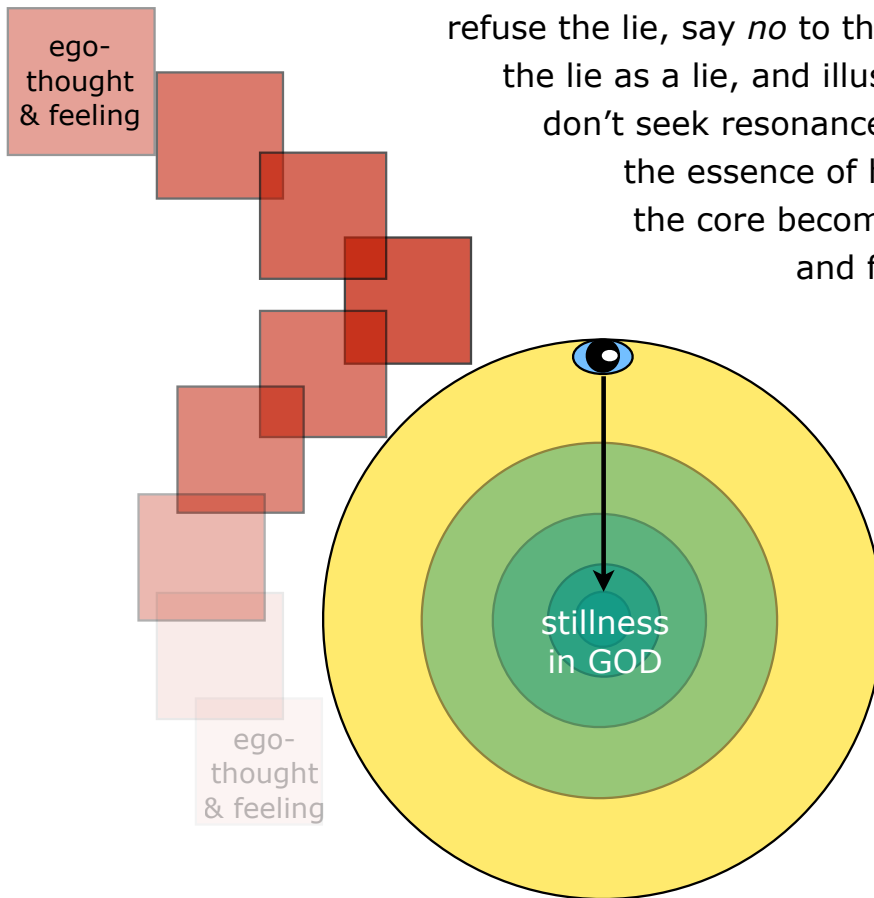 ego-
thought
& feeling
refuse the lie, say no to th
the lie as a lie, and illus
don’t seek resonance
the essence of
the core becom
and
stillness
in GOD
ego-
thought
& feeling